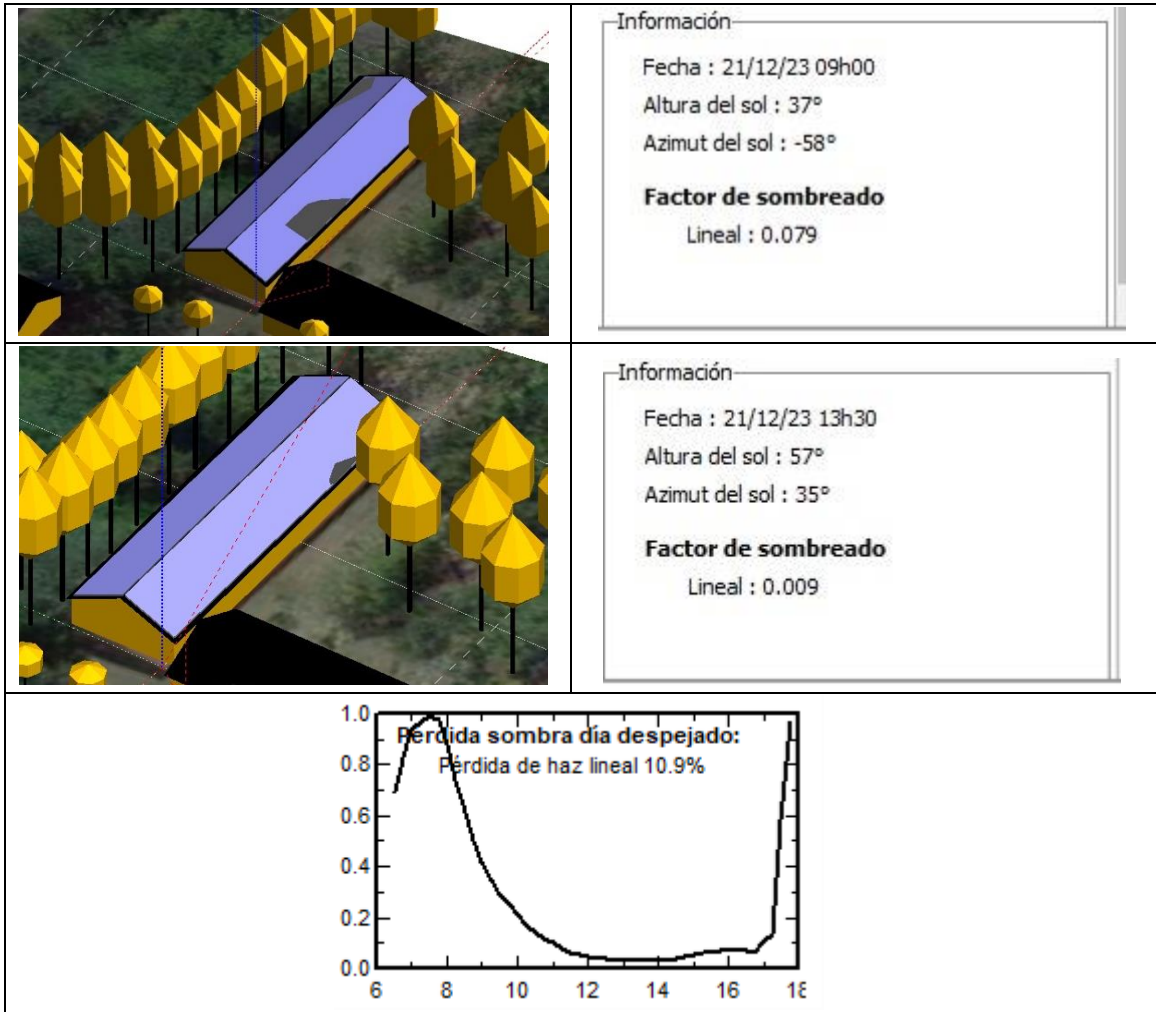 Información
Fecha : 21/12/23 09h00
Altura del sol : 37°
Azimut del sol : -58°
Factor de sombreado
Lineal : 0.079
Información
Fecha : 21/12/23 13h30
Altura del sol : 57°
Azimut del sol : 35°
Factor de sombreado
Lineal : 0.009
Pérdida sombra día despejado:
Pérdida de haz lineal 10.9%
1.0
0.8
0.6
0.4
0.2
0.0
6 8 10 12 14 16 18